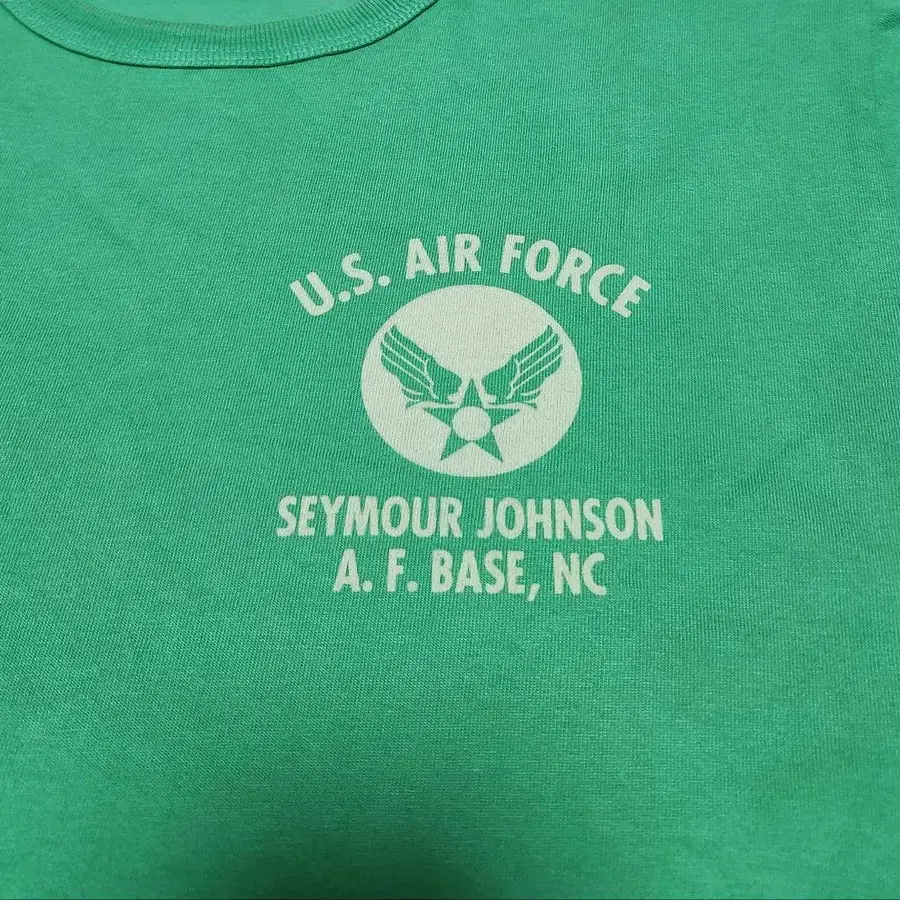 U.S. AIR FORCE
SEYMOUR JOHNSON
A. F. BASE, NC